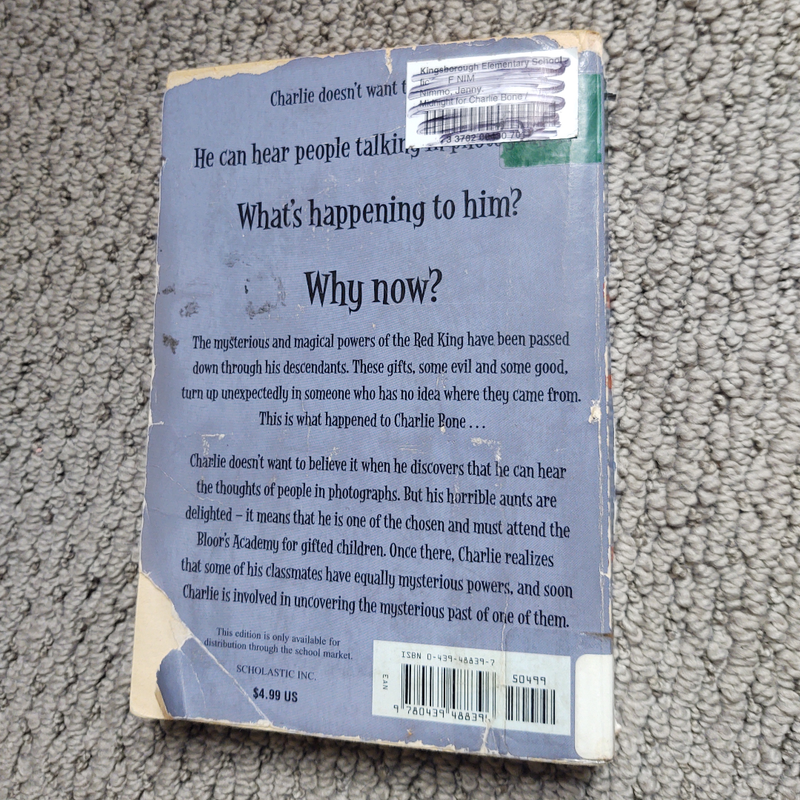 Kingsborough Elementary School
fic F NIM
Nimmo, Jenny.
Midnight for Charlie Bone /
Charlie doesn't want
He can hear people talking in
What's happening to him?
Why now?
The mysterious and magical powers of the Red King have been passed
down through his descendants. These gifts, some evil and some good,
turn up unexpectedly in someone who has no idea where they came from.
This is what happened to Charlie Bone . . .
Charlie doesn't want to believe it when he discovers that he can hear
the thoughts of people in photographs. But his horrible aunts are
delighted – it means that he is one of the chosen and must attend the
Bloor's Academy for gifted children. Once there, Charlie realizes
that some of his classmates have equally mysterious powers, and soon
Charlie is involved in uncovering the mysterious past of one of them.
This edition is only available for
distribution through the school market.
SCHOLASTIC INC.
$4.99 US
ISBN 0-439-48839-7
50499
EAN
9 780439 48839